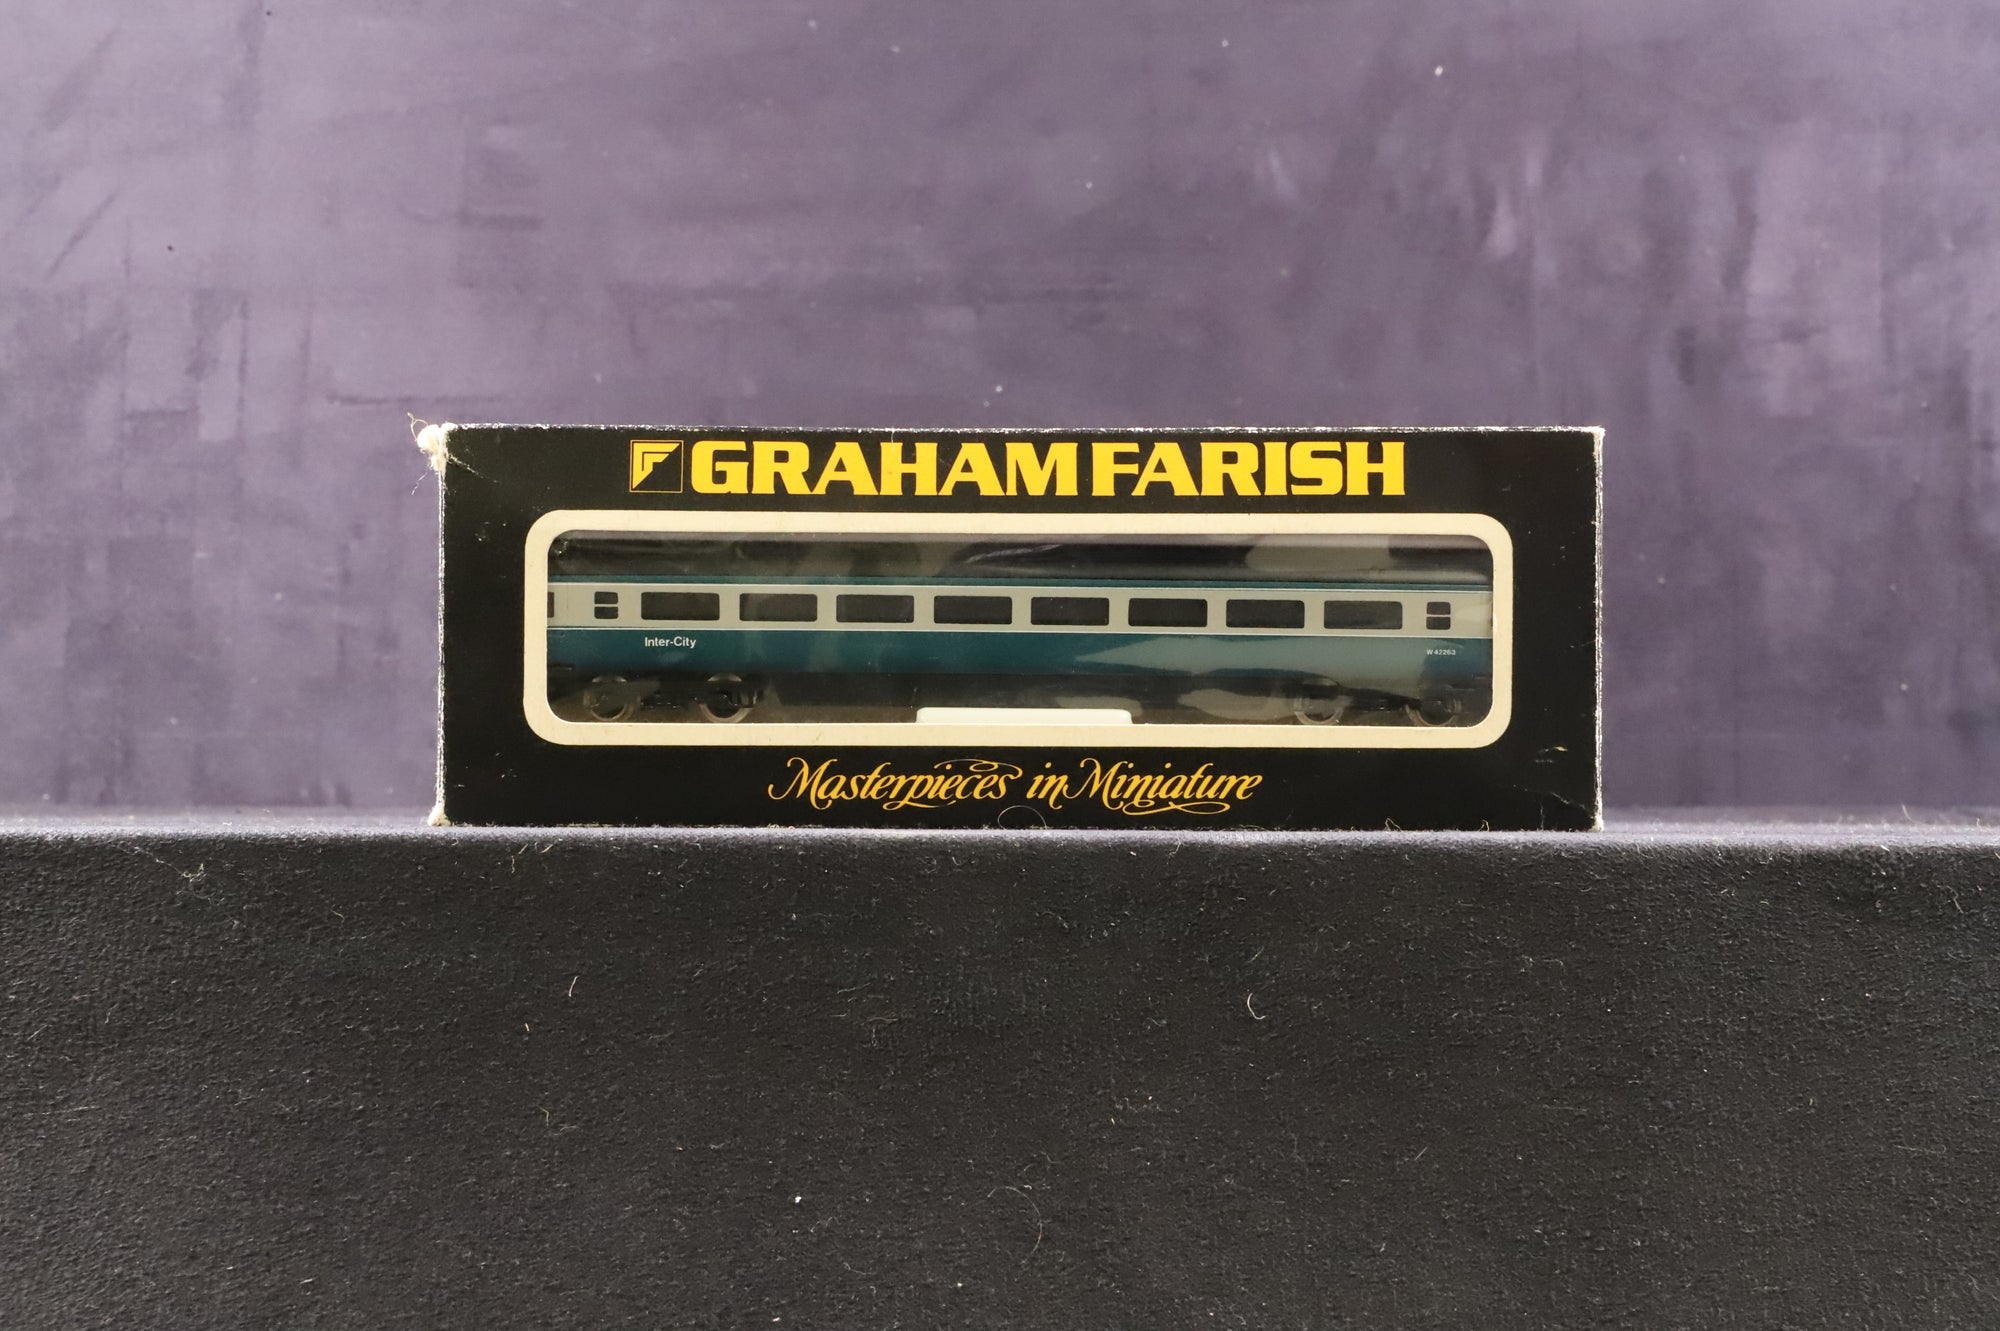 GRAHAM FARISH
Inter-City
W 42263
Masterpieces in Miniature